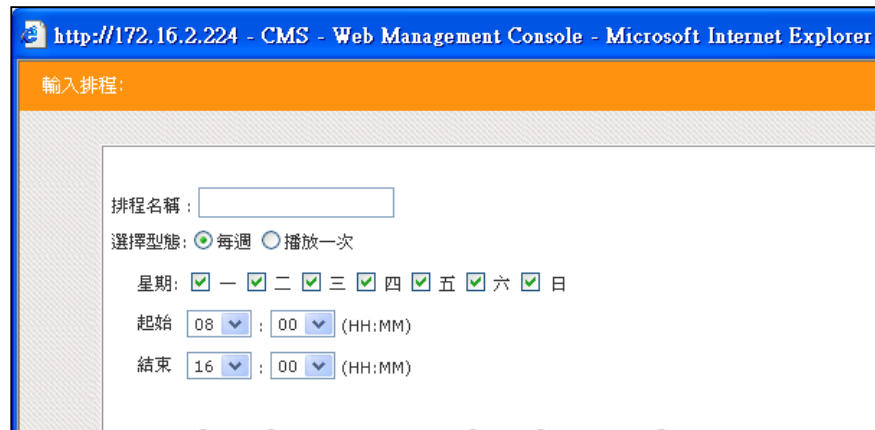 http://172.16.2.224 - CMS - Web Management Console - Microsoft Internet Explorer
輸入排程:
排程名稱 :
選擇型態: 每週 播放一次
星期: 一 二 三 四 五 六 日
起始 08 : 00 (HH:MM)
結束 16 : 00 (HH:MM)